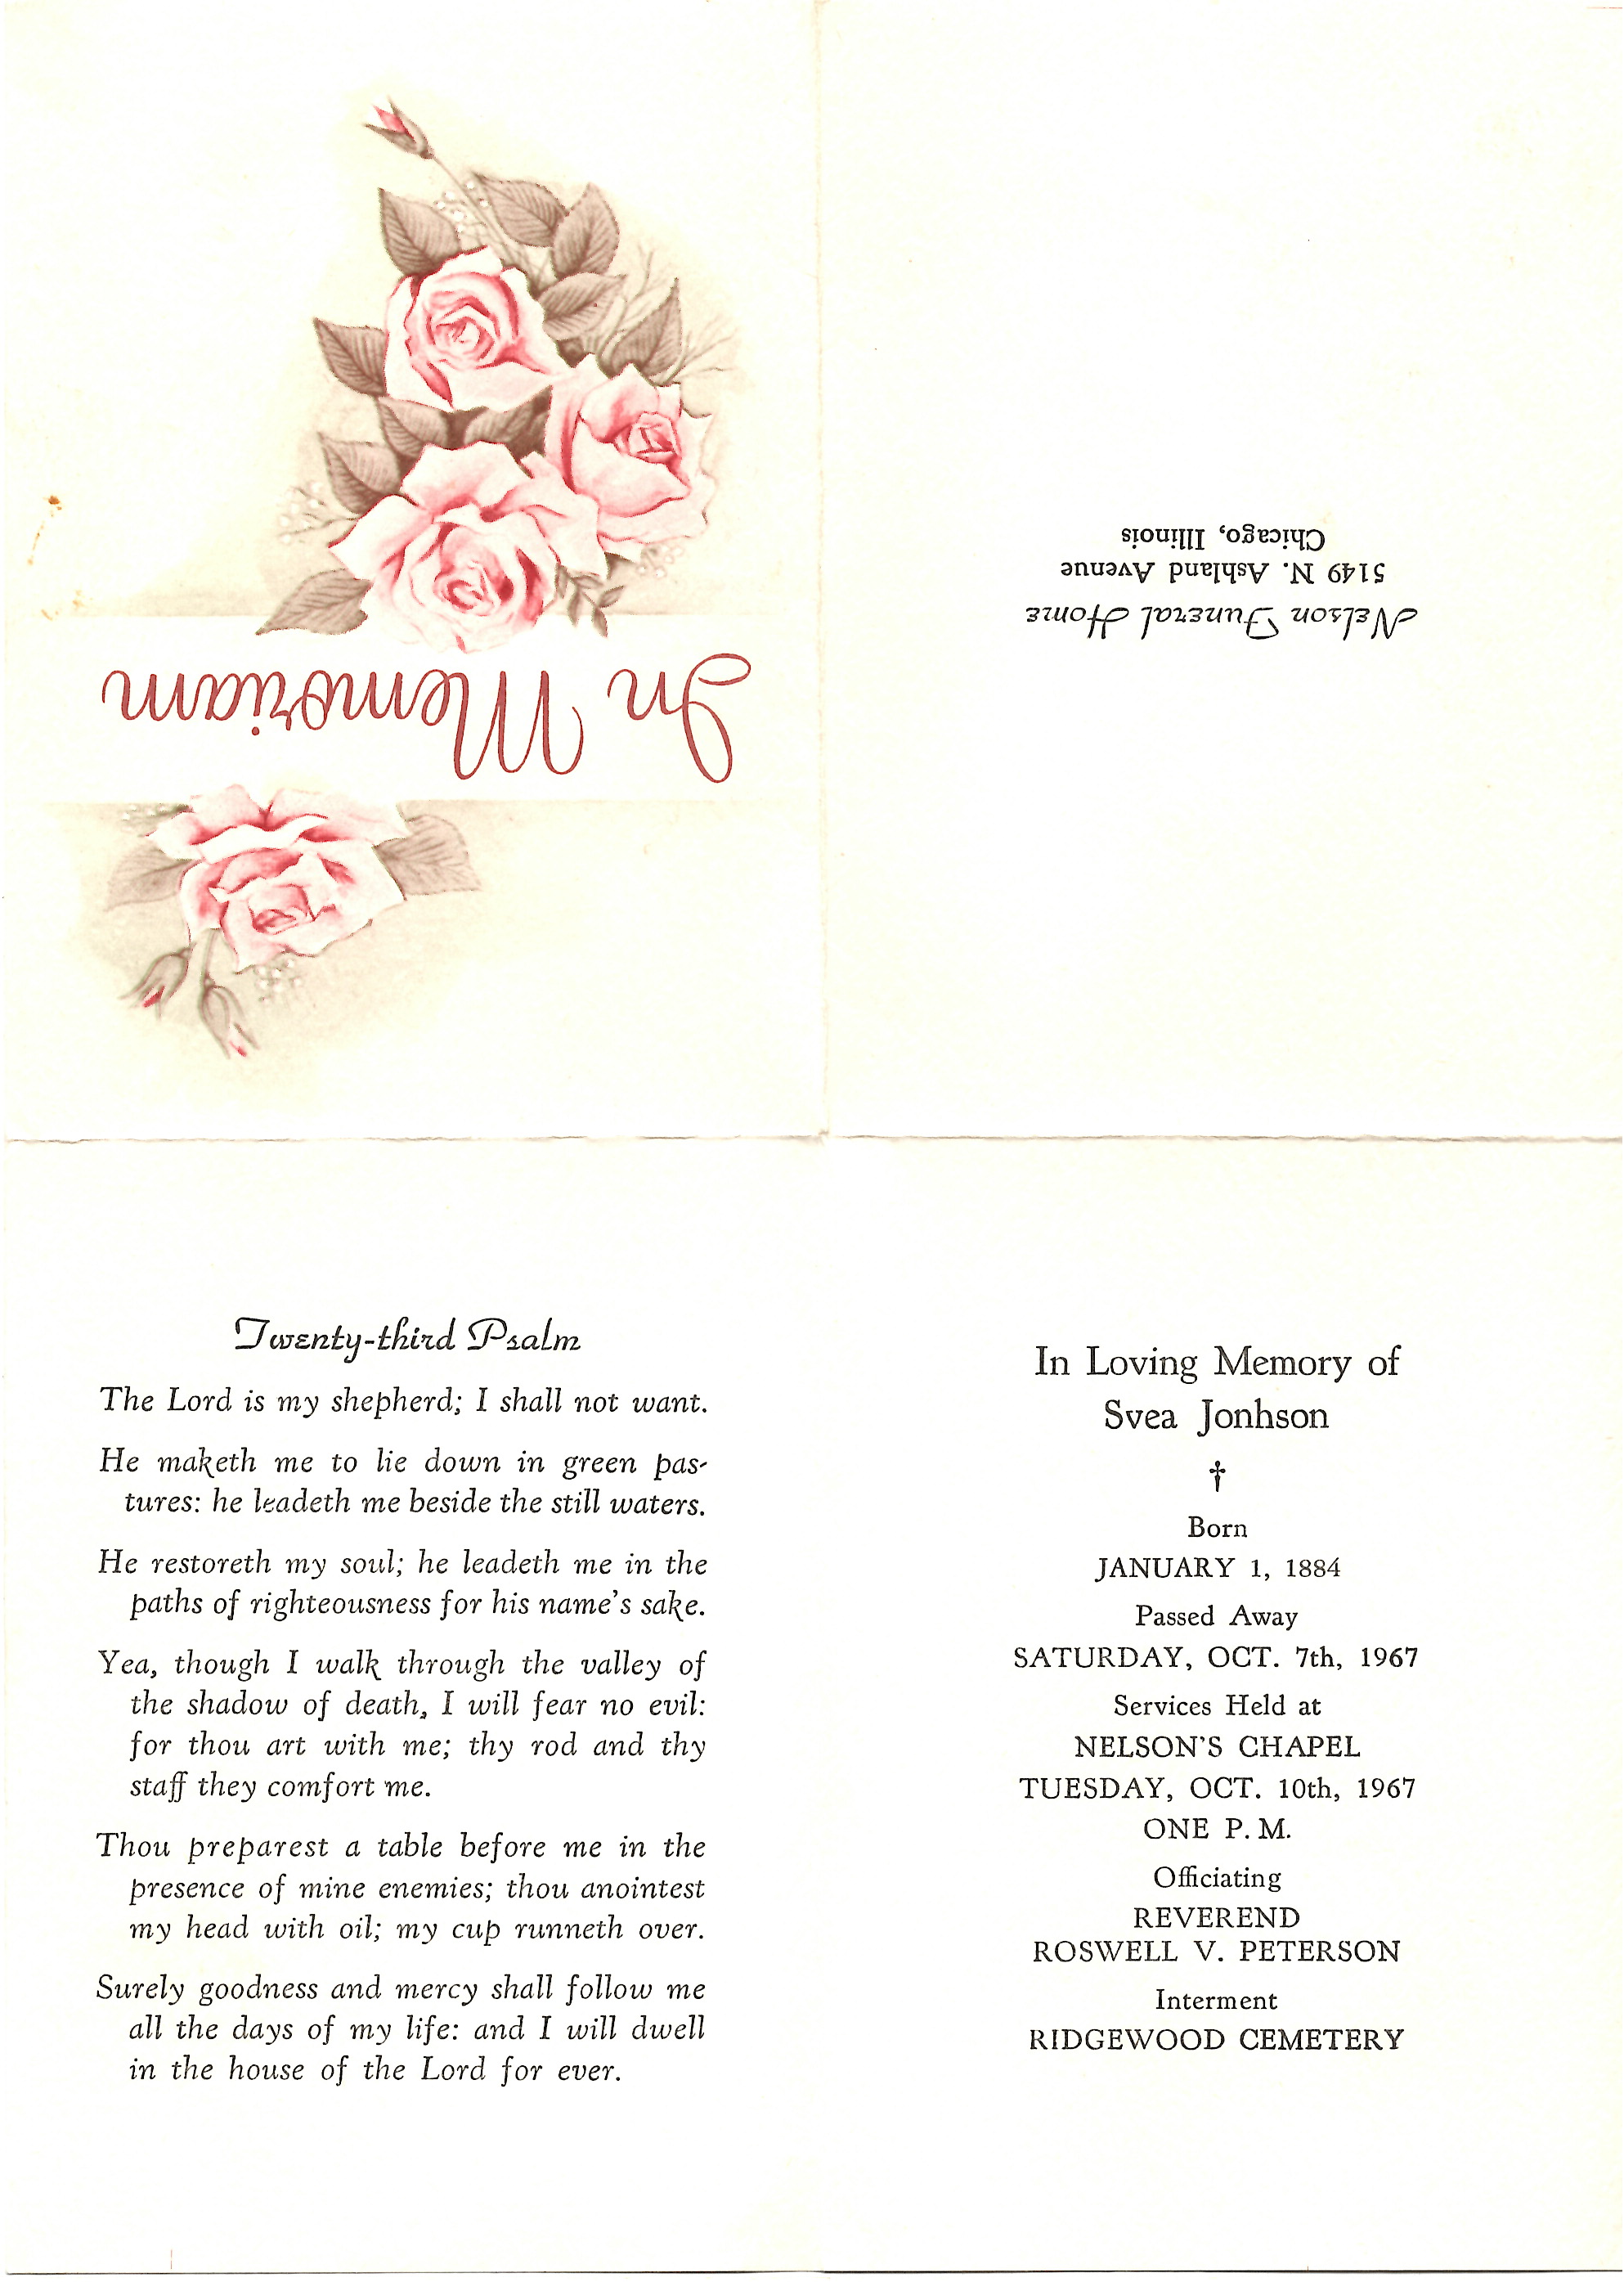 In Memoriam
Nelson Funeral Home
5149 N. Ashland Avenue
Chicago, Illinois
Twenty-third Psalm
The Lord is my shepherd; I shall not want.
He maketh me to lie down in green pas-
tures: he leadeth me beside the still waters.
He restoreth my soul; he leadeth me in the
paths of righteousness for his name's sake.
Yea, though I walk through the valley of
the shadow of death, I will fear no evil:
for thou art with me; thy rod and thy
staff they comfort me.
Thou preparest a table before me in the
presence of mine enemies; thou anointest
my head with oil; my cup runneth over.
Surely goodness and mercy shall follow me
all the days of my life: and I will dwell
in the house of the Lord for ever.
In Loving Memory of
Svea Jonhson
†
Born
JANUARY 1, 1884
Passed Away
SATURDAY, OCT. 7th, 1967
Services Held at
NELSON'S CHAPEL
TUESDAY, OCT. 10th, 1967
ONE P. M.
Officiating
REVEREND
ROSWELL V. PETERSON
Interment
RIDGEWOOD CEMETERY